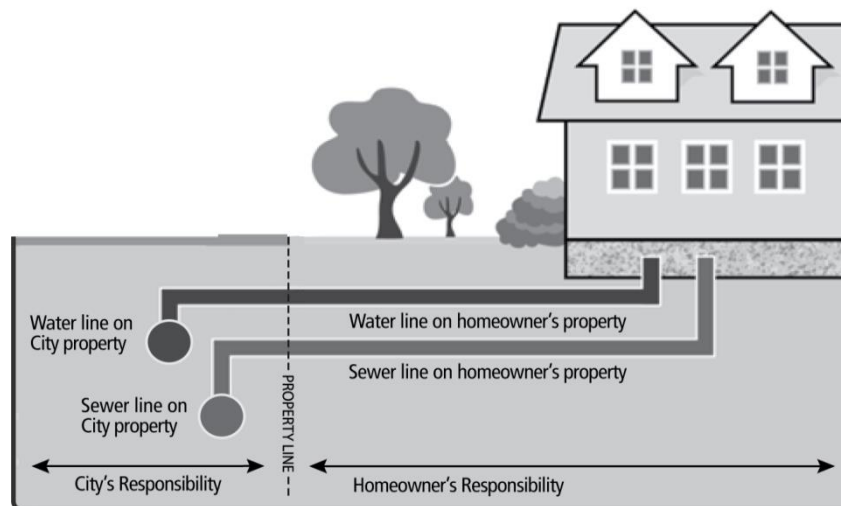 Water line on
City property
Water line on homeowner's property
Sewer line on homeowner's property
Sewer line on
City property
PROPERTY LINE
City's Responsibility
Homeowner's Responsibility